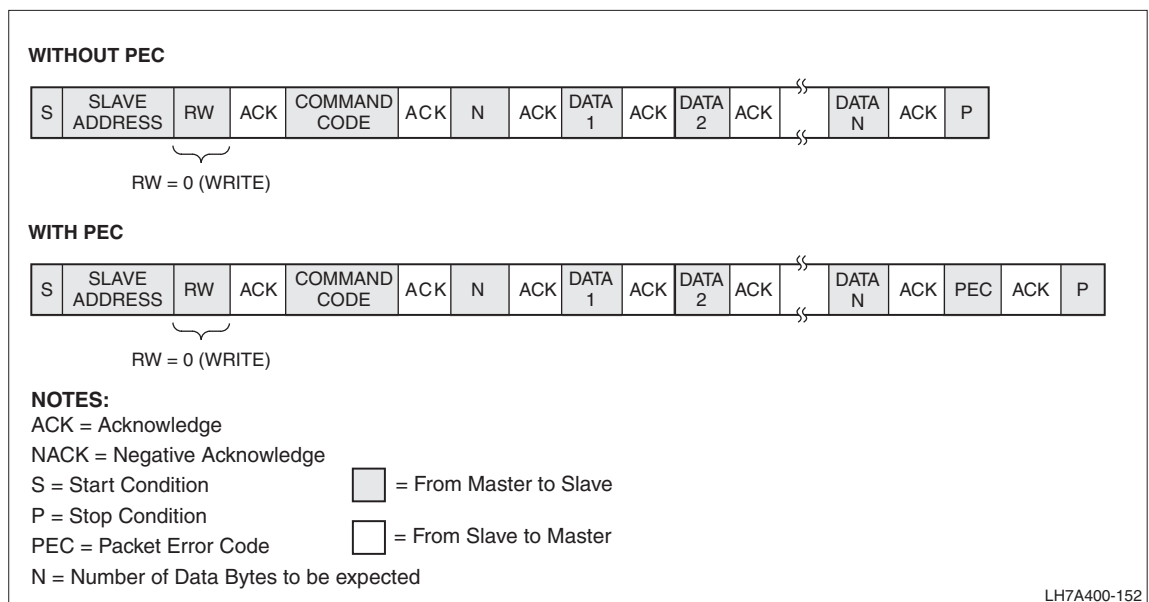 WITHOUT PEC
S SLAVE ADDRESS RW ACK COMMAND CODE ACK N ACK DATA 1 ACK DATA 2 ACK DATA N ACK P
RW = 0 (WRITE)
WITH PEC
S SLAVE ADDRESS RW ACK COMMAND CODE ACK N ACK DATA 1 ACK DATA 2 ACK DATA N ACK PEC ACK P
RW = 0 (WRITE)
NOTES:
ACK = Acknowledge
NACK = Negative Acknowledge
S = Start Condition
P = Stop Condition
PEC = Packet Error Code
N = Number of Data Bytes to be expected
= From Master to Slave
= From Slave to Master
LH7A400-152